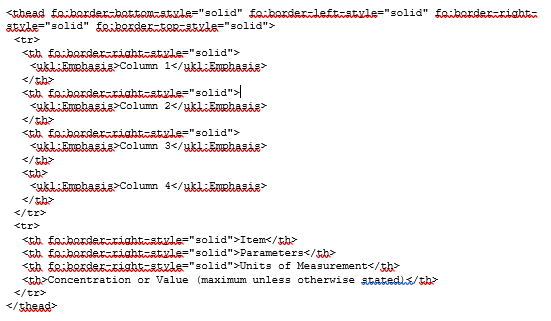 <thead fo:border-bottom-style="solid" fo:border-left-style="solid" fo:border-right-
style="solid" fo:border-top-style="solid">
<tr>
<th fo:border-right-style="solid">
<ukl:Emphasis>Column 1</ukl:Emphasis>
</th>
<th fo:border-right-style="solid">
<ukl:Emphasis>Column 2</ukl:Emphasis>
</th>
<th fo:border-right-style="solid">
<ukl:Emphasis>Column 3</ukl:Emphasis>
</th>
<th>
<ukl:Emphasis>Column 4</ukl:Emphasis>
</th>
</tr>
<tr>
<th fo:border-right-style="solid">Item</th>
<th fo:border-right-style="solid">Parameters</th>
<th fo:border-right-style="solid">Units of Measurement</th>
<th>Concentration or Value (maximum unless otherwise stated)</th>
</tr>
</thead>